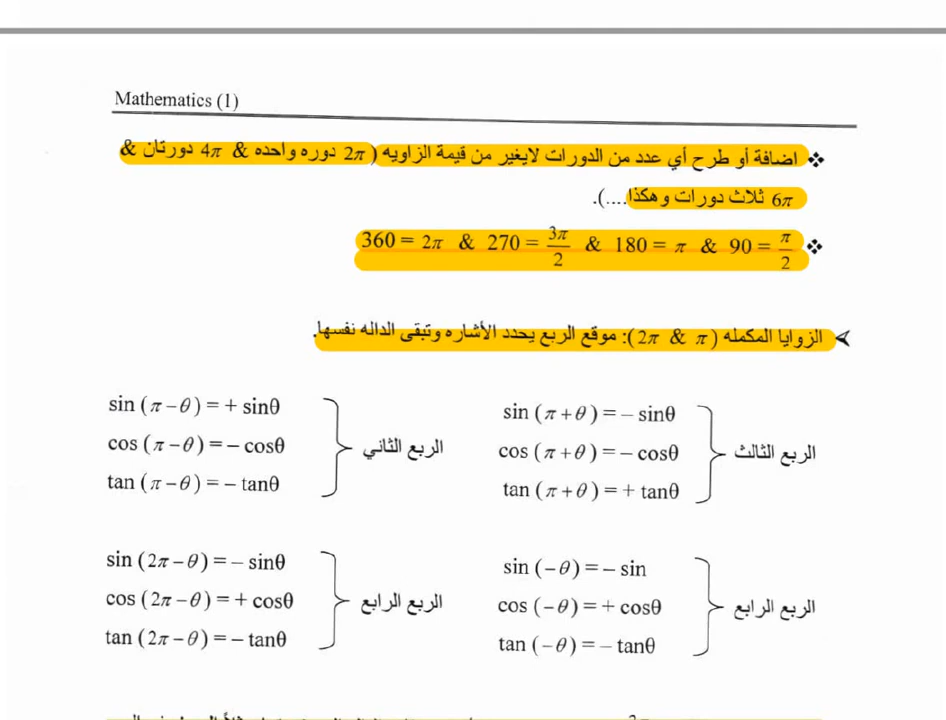 Mathematics (1)
❖ اضافة أو طرح أي عدد من الدورات لايغير من قيمة الزاويه ( 2π دوره واحده & 4π دورتان &
6π ثلاث دورات وهكذا....).
❖ 90 = π/2 & 180 = π & 270 = 3π/2 & 360 = 2π
➢ الزوايا المكمله ( π & 2π ): موقع الربع يحدد الأشاره وتبقى الداله نفسها.
sin (π−θ) = + sinθ
cos (π−θ) = − cosθ
tan (π−θ) = − tanθ
الربع الثاني
sin (π+θ) = − sinθ
cos (π+θ) = − cosθ
tan (π+θ) = + tanθ
الربع الثالث
sin (2π−θ) = − sinθ
cos (2π−θ) = + cosθ
tan (2π−θ) = − tanθ
الربع الرابع
sin (−θ) = − sin
cos (−θ) = + cosθ
tan (−θ) = − tanθ
الربع الرابع